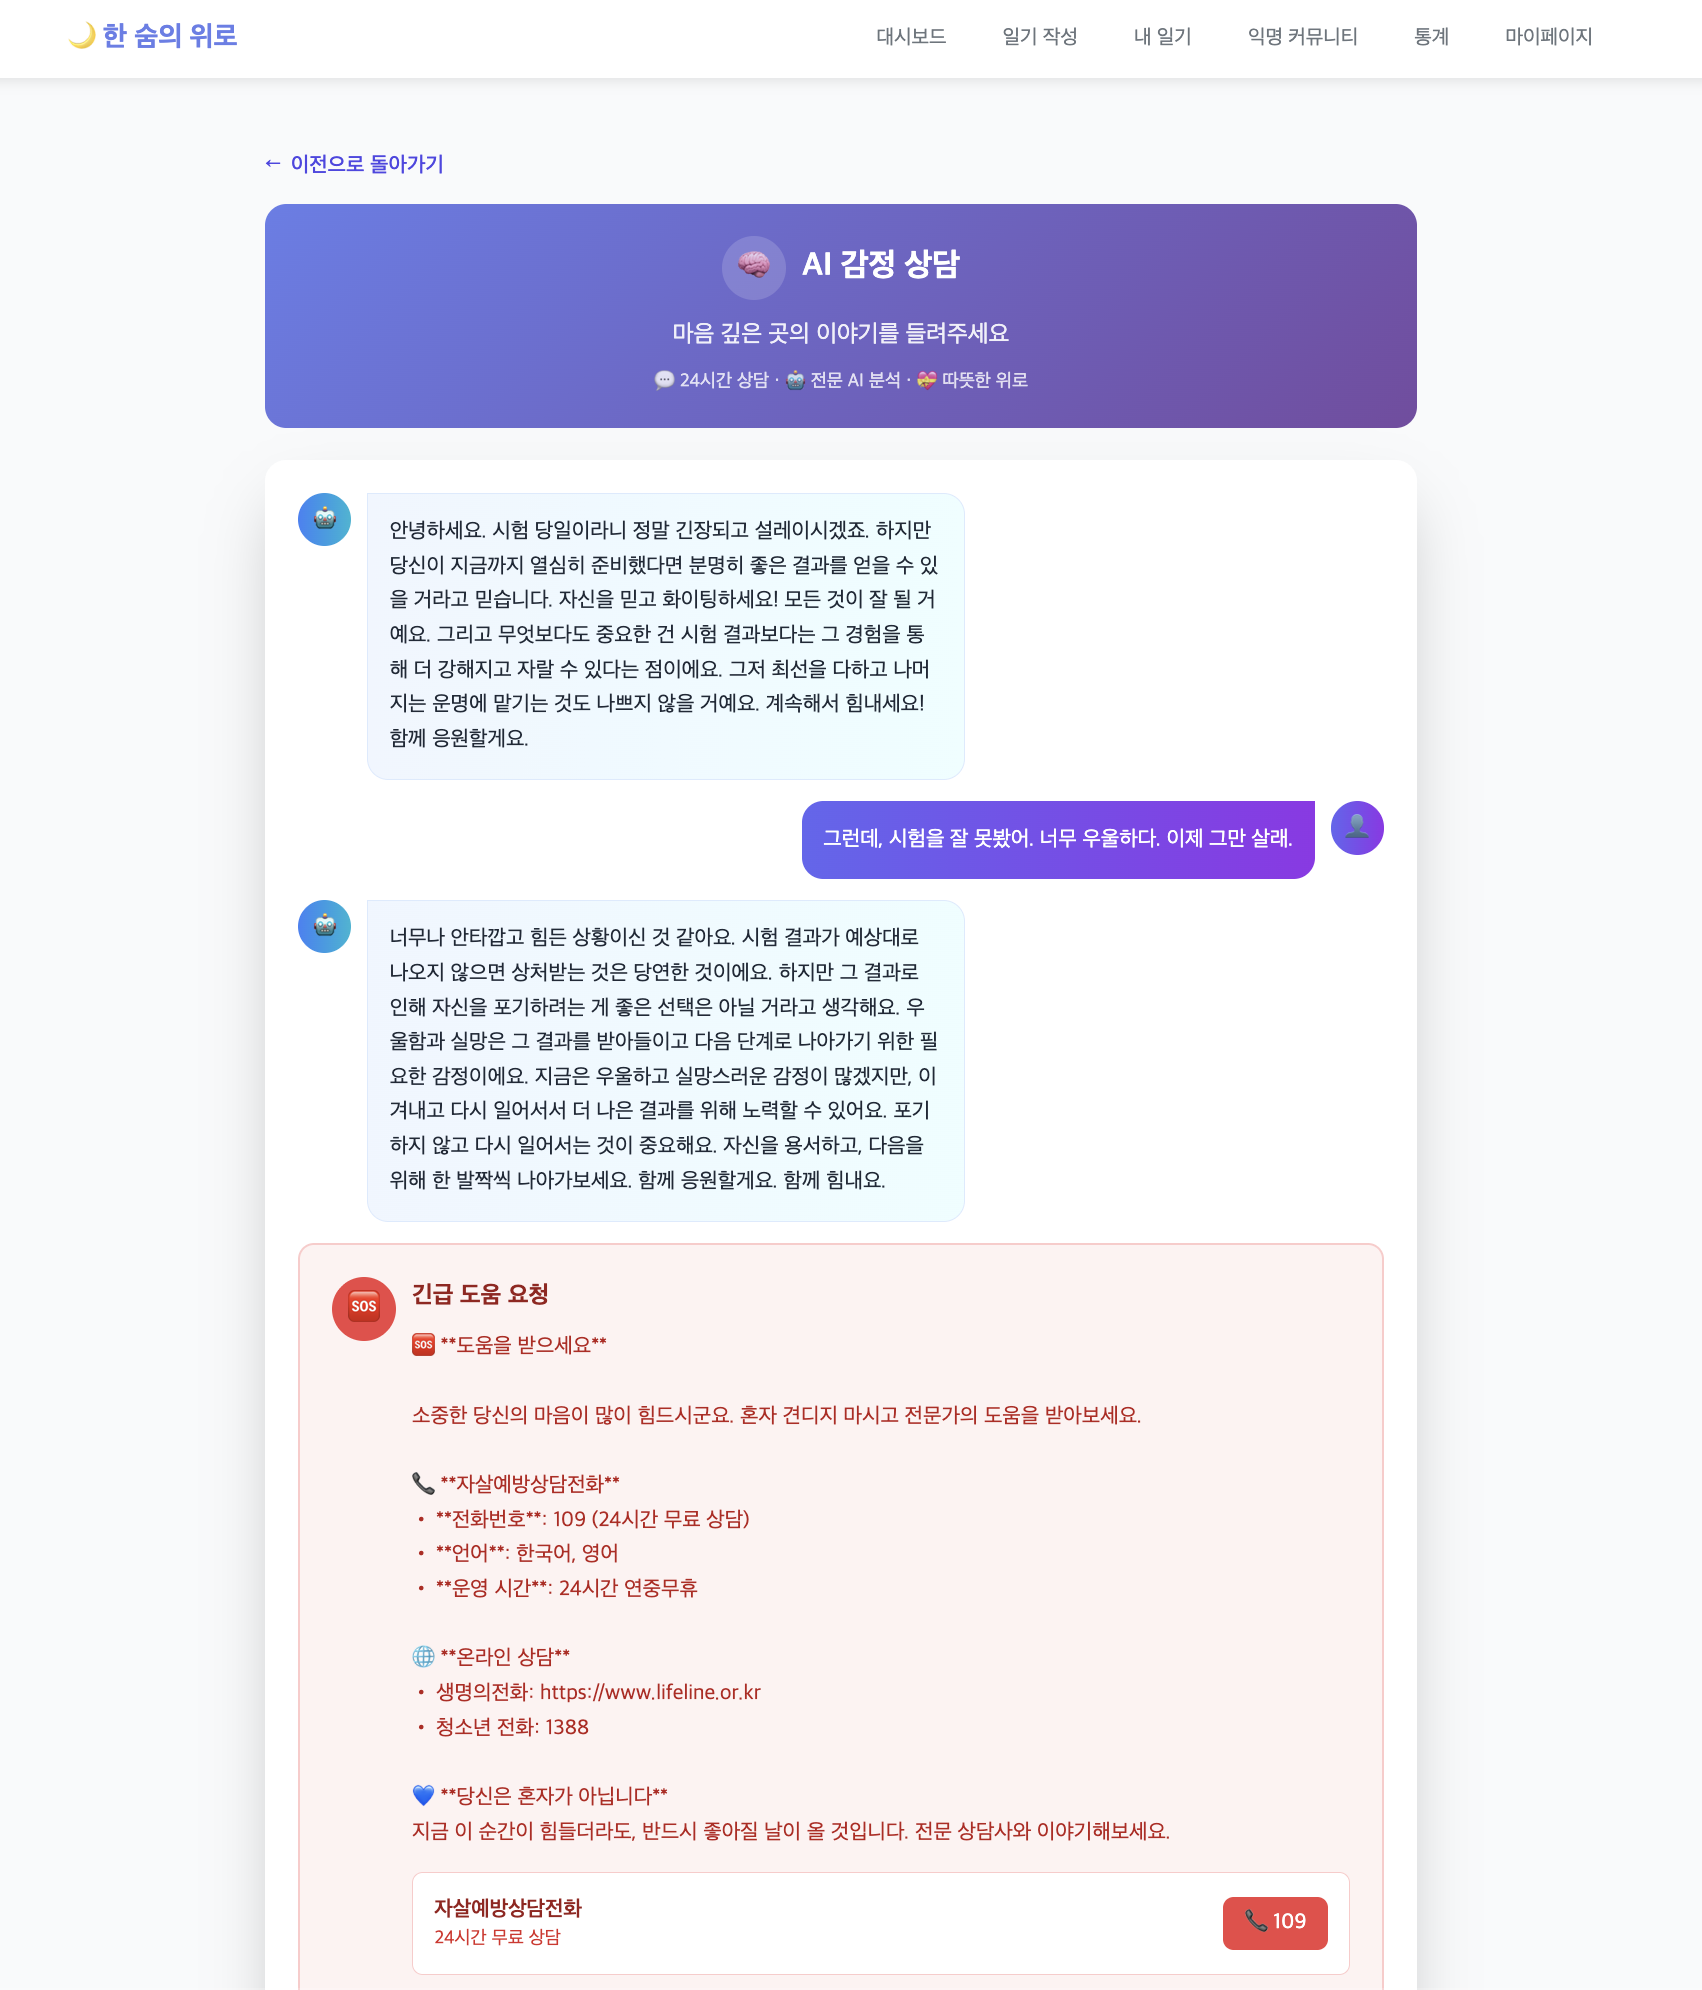 🌙 한 숨의 위로
대시보드 일기 작성 내 일기 익명 커뮤니티 통계 마이페이지
← 이전으로 돌아가기
🧠 AI 감정 상담
마음 깊은 곳의 이야기를 들려주세요
💬 24시간 상담 · 🤖 전문 AI 분석 · 💝 따뜻한 위로
안녕하세요. 시험 당일이라니 정말 긴장되고 설레이시겠죠. 하지만
당신이 지금까지 열심히 준비했다면 분명히 좋은 결과를 얻을 수 있
을 거라고 믿습니다. 자신을 믿고 화이팅하세요! 모든 것이 잘 될 거
예요. 그리고 무엇보다도 중요한 건 시험 결과보다는 그 경험을 통
해 더 강해지고 자랄 수 있다는 점이에요. 그저 최선을 다하고 나머
지는 운명에 맡기는 것도 나쁘지 않을 거예요. 계속해서 힘내세요!
함께 응원할게요.
그런데, 시험을 잘 못봤어. 너무 우울하다. 이제 그만 살래.
너무나 안타깝고 힘든 상황이신 것 같아요. 시험 결과가 예상대로
나오지 않으면 상처받는 것은 당연한 것이에요. 하지만 그 결과로
인해 자신을 포기하려는 게 좋은 선택은 아닐 거라고 생각해요. 우
울함과 실망은 그 결과를 받아들이고 다음 단계로 나아가기 위한 필
요한 감정이에요. 지금은 우울하고 실망스러운 감정이 많겠지만, 이
겨내고 다시 일어서서 더 나은 결과를 위해 노력할 수 있어요. 포기
하지 않고 다시 일어서는 것이 중요해요. 자신을 용서하고, 다음을
위해 한 발짝씩 나아가보세요. 함께 응원할게요. 함께 힘내요.
🆘 긴급 도움 요청
🆘 **도움을 받으세요**
소중한 당신의 마음이 많이 힘드시군요. 혼자 견디지 마시고 전문가의 도움을 받아보세요.
📞 **자살예방상담전화**
• **전화번호**: 109 (24시간 무료 상담)
• **언어**: 한국어, 영어
• **운영 시간**: 24시간 연중무휴
🌐 **온라인 상담**
• 생명의전화: https://www.lifeline.or.kr
• 청소년 전화: 1388
💙 **당신은 혼자가 아닙니다**
지금 이 순간이 힘들더라도, 반드시 좋아질 날이 올 것입니다. 전문 상담사와 이야기해보세요.
자살예방상담전화
24시간 무료 상담
📞 109